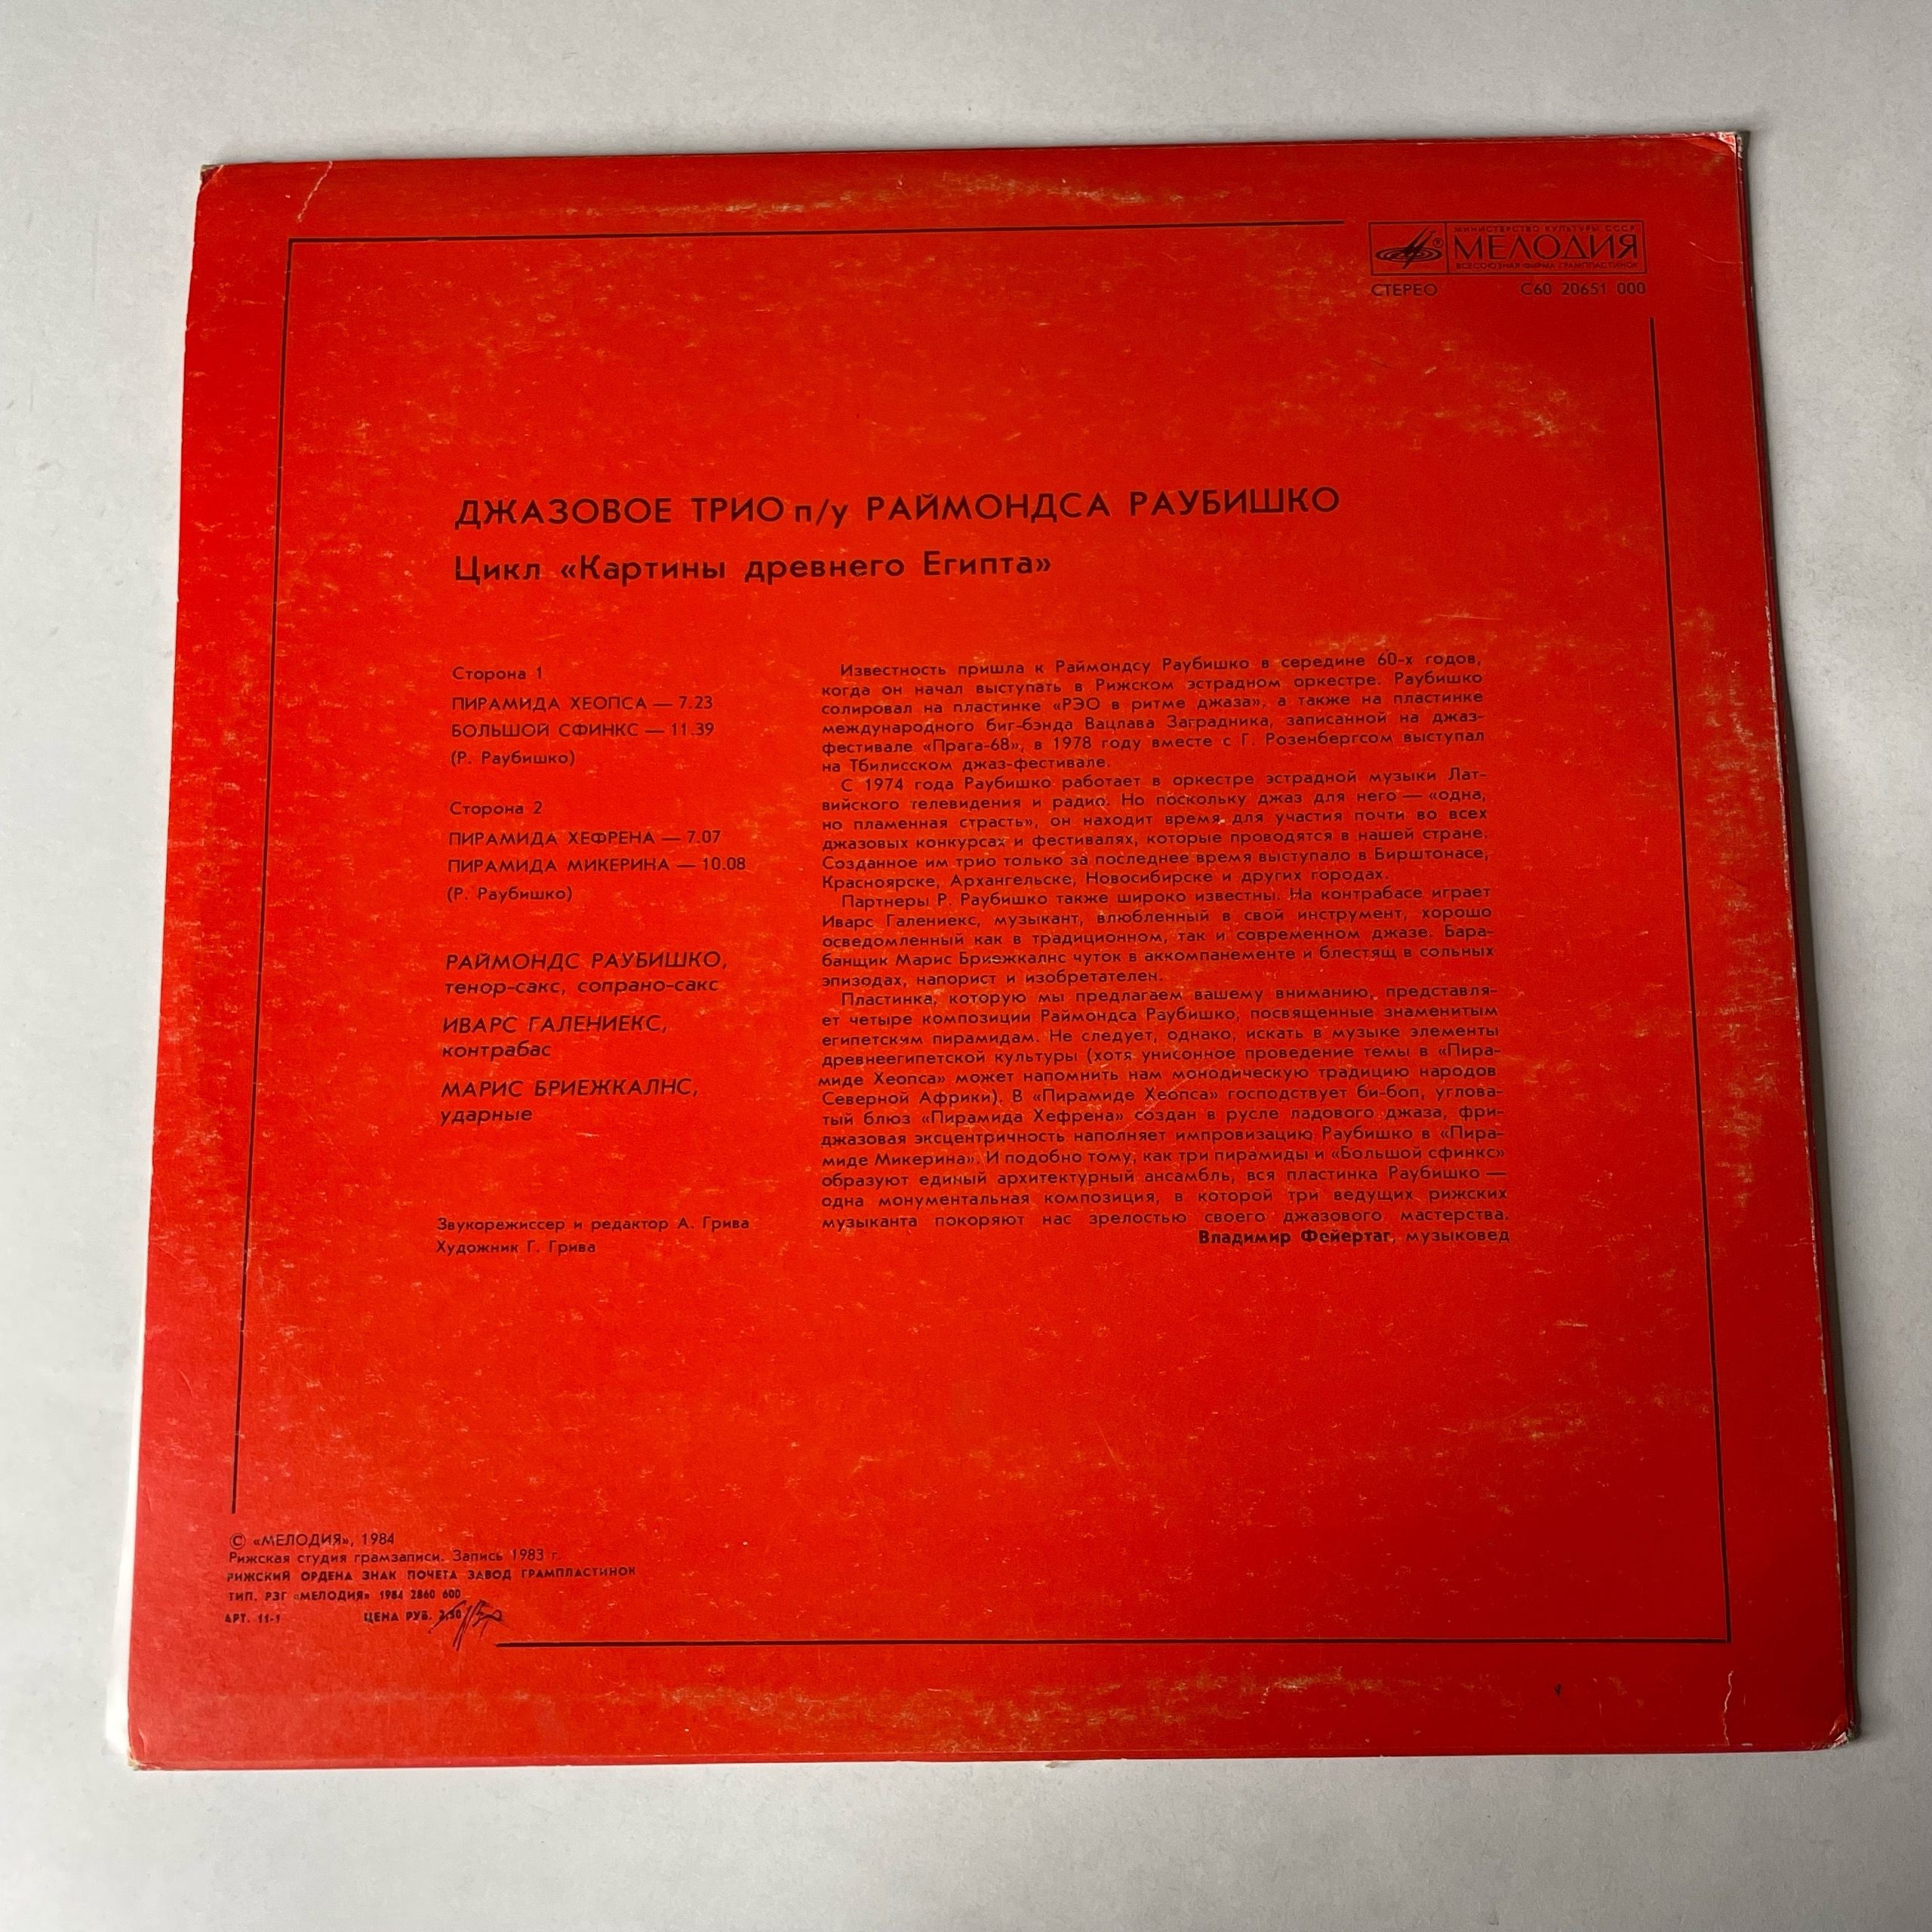 МИНИСТЕРСТВО КУЛЬТУРЫ СССР
МЕЛОДИЯ
ВСЕСОЮЗНАЯ ФИРМА ГРАМПЛАСТИНОК
СТЕРЕО С60 20651 000
ДЖАЗОВОЕ ТРИО п/у РАЙМОНДСА РАУБИШКО
Цикл «Картины древнего Египта»
Сторона 1
ПИРАМИДА ХЕОПСА — 7.23
БОЛЬШОЙ СФИНКС — 11.39
(Р. Раубишко)
Сторона 2
ПИРАМИДА ХЕФРЕНА — 7.07
ПИРАМИДА МИКЕРИНА — 10.08
(Р. Раубишко)
РАЙМОНДС РАУБИШКО,
тенор-сакс, сопрано-сакс
ИВАРС ГАЛЕНИЕКС,
контрабас
МАРИС БРИЕЖКАЛНС,
ударные
Звукорежиссер и редактор А. Грива
Художник Г. Грива
Известность пришла к Раймондсу Раубишко в середине 60-х годов,
когда он начал выступать в Рижском эстрадном оркестре. Раубишко
солировал на пластинке «РЭО в ритме джаза», а также на пластинке
международного биг-бэнда Вацлава Заградника, записанной на джаз-
фестивале «Прага-68», в 1978 году вместе с Г. Розенбергсом выступал
на Тбилисском джаз-фестивале.
С 1974 года Раубишко работает в оркестре эстрадной музыки Лат-
вийского телевидения и радио. Но поскольку джаз для него — «одна,
но пламенная страсть», он находит время для участия почти во всех
джазовых конкурсах и фестивалях, которые проводятся в нашей стране.
Созданное им трио только за последнее время выступало в Бирштонасе,
Красноярске, Архангельске, Новосибирске и других городах.
Партнеры Р. Раубишко также широко известны. На контрабасе играет
Иварс Галениекс, музыкант, влюбленный в свой инструмент, хорошо
осведомленный как в традиционном, так и современном джазе. Бара-
банщик Марис Бриежкалнс чуток в аккомпанементе и блестящ в сольных
эпизодах, напорист и изобретателен.
Пластинка, которую мы предлагаем вашему вниманию, представля-
ет четыре композиции Раймондса Раубишко, посвященные знаменитым
египетским пирамидам. Не следует, однако, искать в музыке элементы
древнеегипетской культуры (хотя унисонное проведение темы в «Пира-
миде Хеопса» может напомнить нам монодическую традицию народов
Северной Африки). В «Пирамиде Хеопса» господствует би-боп, углова-
тый блюз «Пирамида Хефрена» создан в русле ладового джаза, фри-
джазовая эксцентричность наполняет импровизацию Раубишко в «Пира-
миде Микерина». И подобно тому, как три пирамиды и «Большой сфинкс»
образуют единый архитектурный ансамбль, вся пластинка Раубишко —
одна монументальная композиция, в которой три ведущих рижских
музыканта покоряют нас зрелостью своего джазового мастерства.
Владимир Фейертаг, музыковед
© «МЕЛОДИЯ», 1984
Рижская студия грамзаписи. Запись 1983 г.
РИЖСКИЙ ОРДЕНА ЗНАК ПОЧЕТА ЗАВОД ГРАМПЛАСТИНОК
ТИП. РЗГ «МЕЛОДИЯ» 1984 2860 600
АРТ. 11-1 ЦЕНА РУБ.